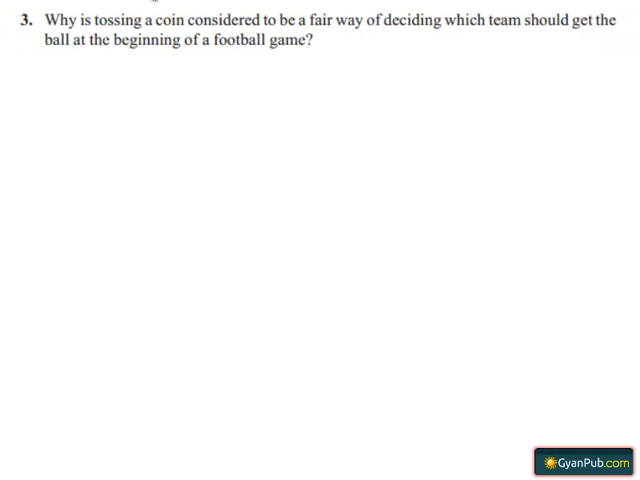 3. Why is tossing a coin considered to be a fair way of deciding which team should get the
ball at the beginning of a football game?
GyanPub.com